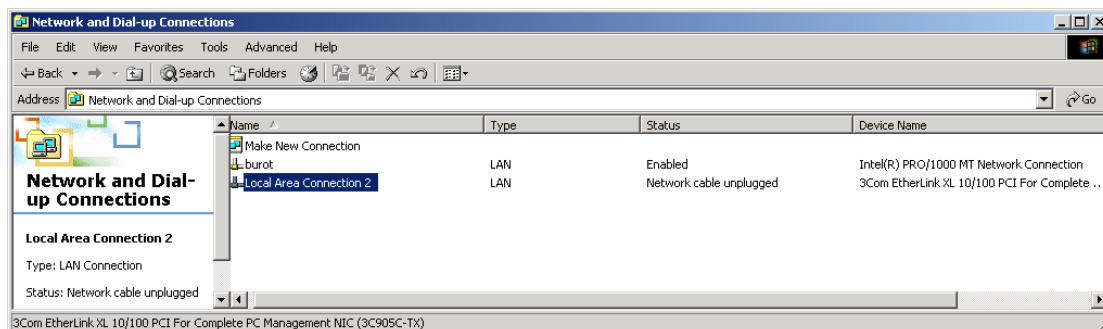 Network and Dial-up Connections
File Edit View Favorites Tools Advanced Help
Back Search Folders
Address Network and Dial-up Connections Go
Name Type Status Device Name
Make New Connection
burot LAN Enabled Intel(R) PRO/1000 MT Network Connection
Local Area Connection 2 LAN Network cable unplugged 3Com EtherLink XL 10/100 PCI For Complete ..
Network and Dial-
up Connections
Local Area Connection 2
Type: LAN Connection
Status: Network cable unplugged
3Com EtherLink XL 10/100 PCI For Complete PC Management NIC (3C905C-TX)